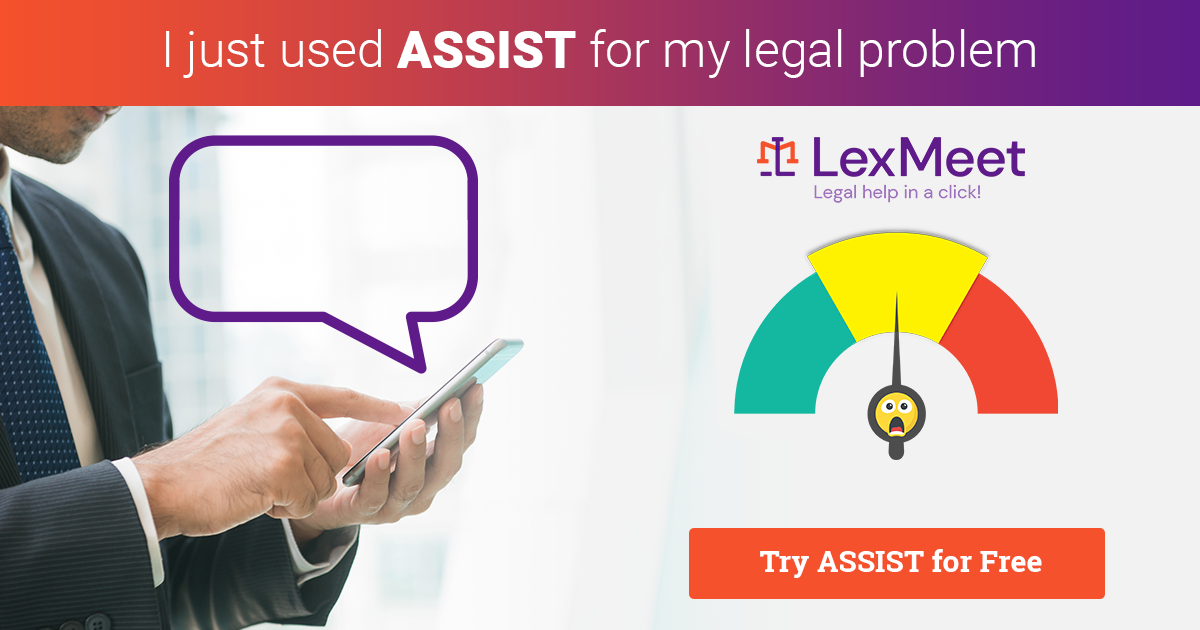 I just used ASSIST for my legal problem
LexMeet
Legal help in a click!
Try ASSIST for Free